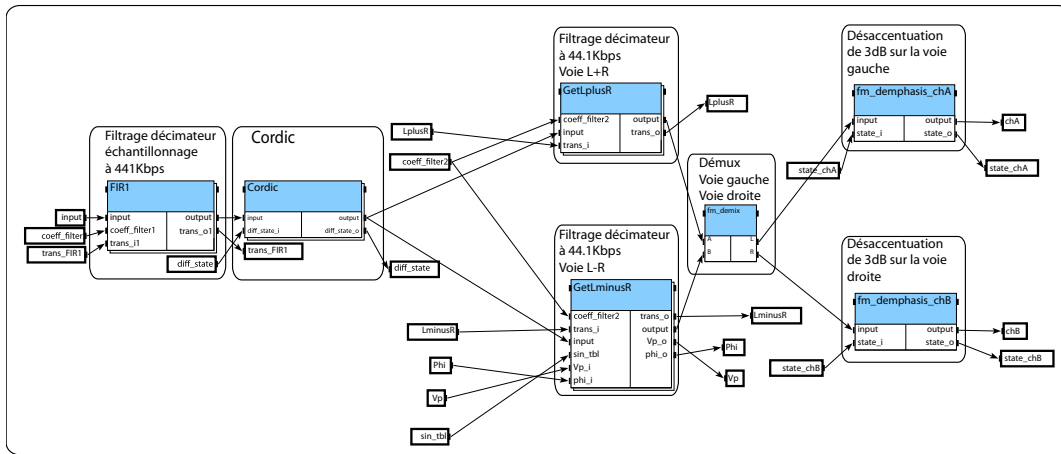 Filtrage décimateur
échantillonnage
à 441Kbps
FIR1
input
coeff_filter1
trans_i1
output
trans_o1
input
coeff_filter
trans_FIR1
Cordic
Cordic
input
diff_state_i
output
diff_state_o
trans_FIR1
diff_state
diff_state
Filtrage décimateur
à 44.1Kbps
Voie L+R
GetLplusR
coeff_filter2
input
trans_i
output
trans_o
LplusR
coeff_filter2
LplusR
Filtrage décimateur
à 44.1Kbps
Voie L-R
GetLminusR
coeff_filter2
trans_i
input
sin_tbl
Vp_i
phi_i
trans_o
output
Vp_o
phi_o
LminusR
Phi
Vp
sin_tbl
LminusR
Phi
Vp
Démux
Voie gauche
Voie droite
fm_demix
A
B
L
R
Désaccentuation
de 3dB sur la voie
gauche
fm_demphasis_chA
input
state_i
output
state_o
state_chA
chA
state_chA
Désaccentuation
de 3dB sur la voie
droite
fm_demphasis_chB
input
state_i
output
state_o
state_chB
chB
state_chB